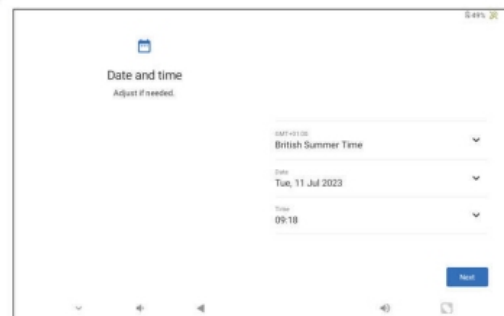 49%
Date and time
Adjust if needed.
GMT+01:00
British Summer Time
Date
Tue, 11 Jul 2023
Time
09:18
Next